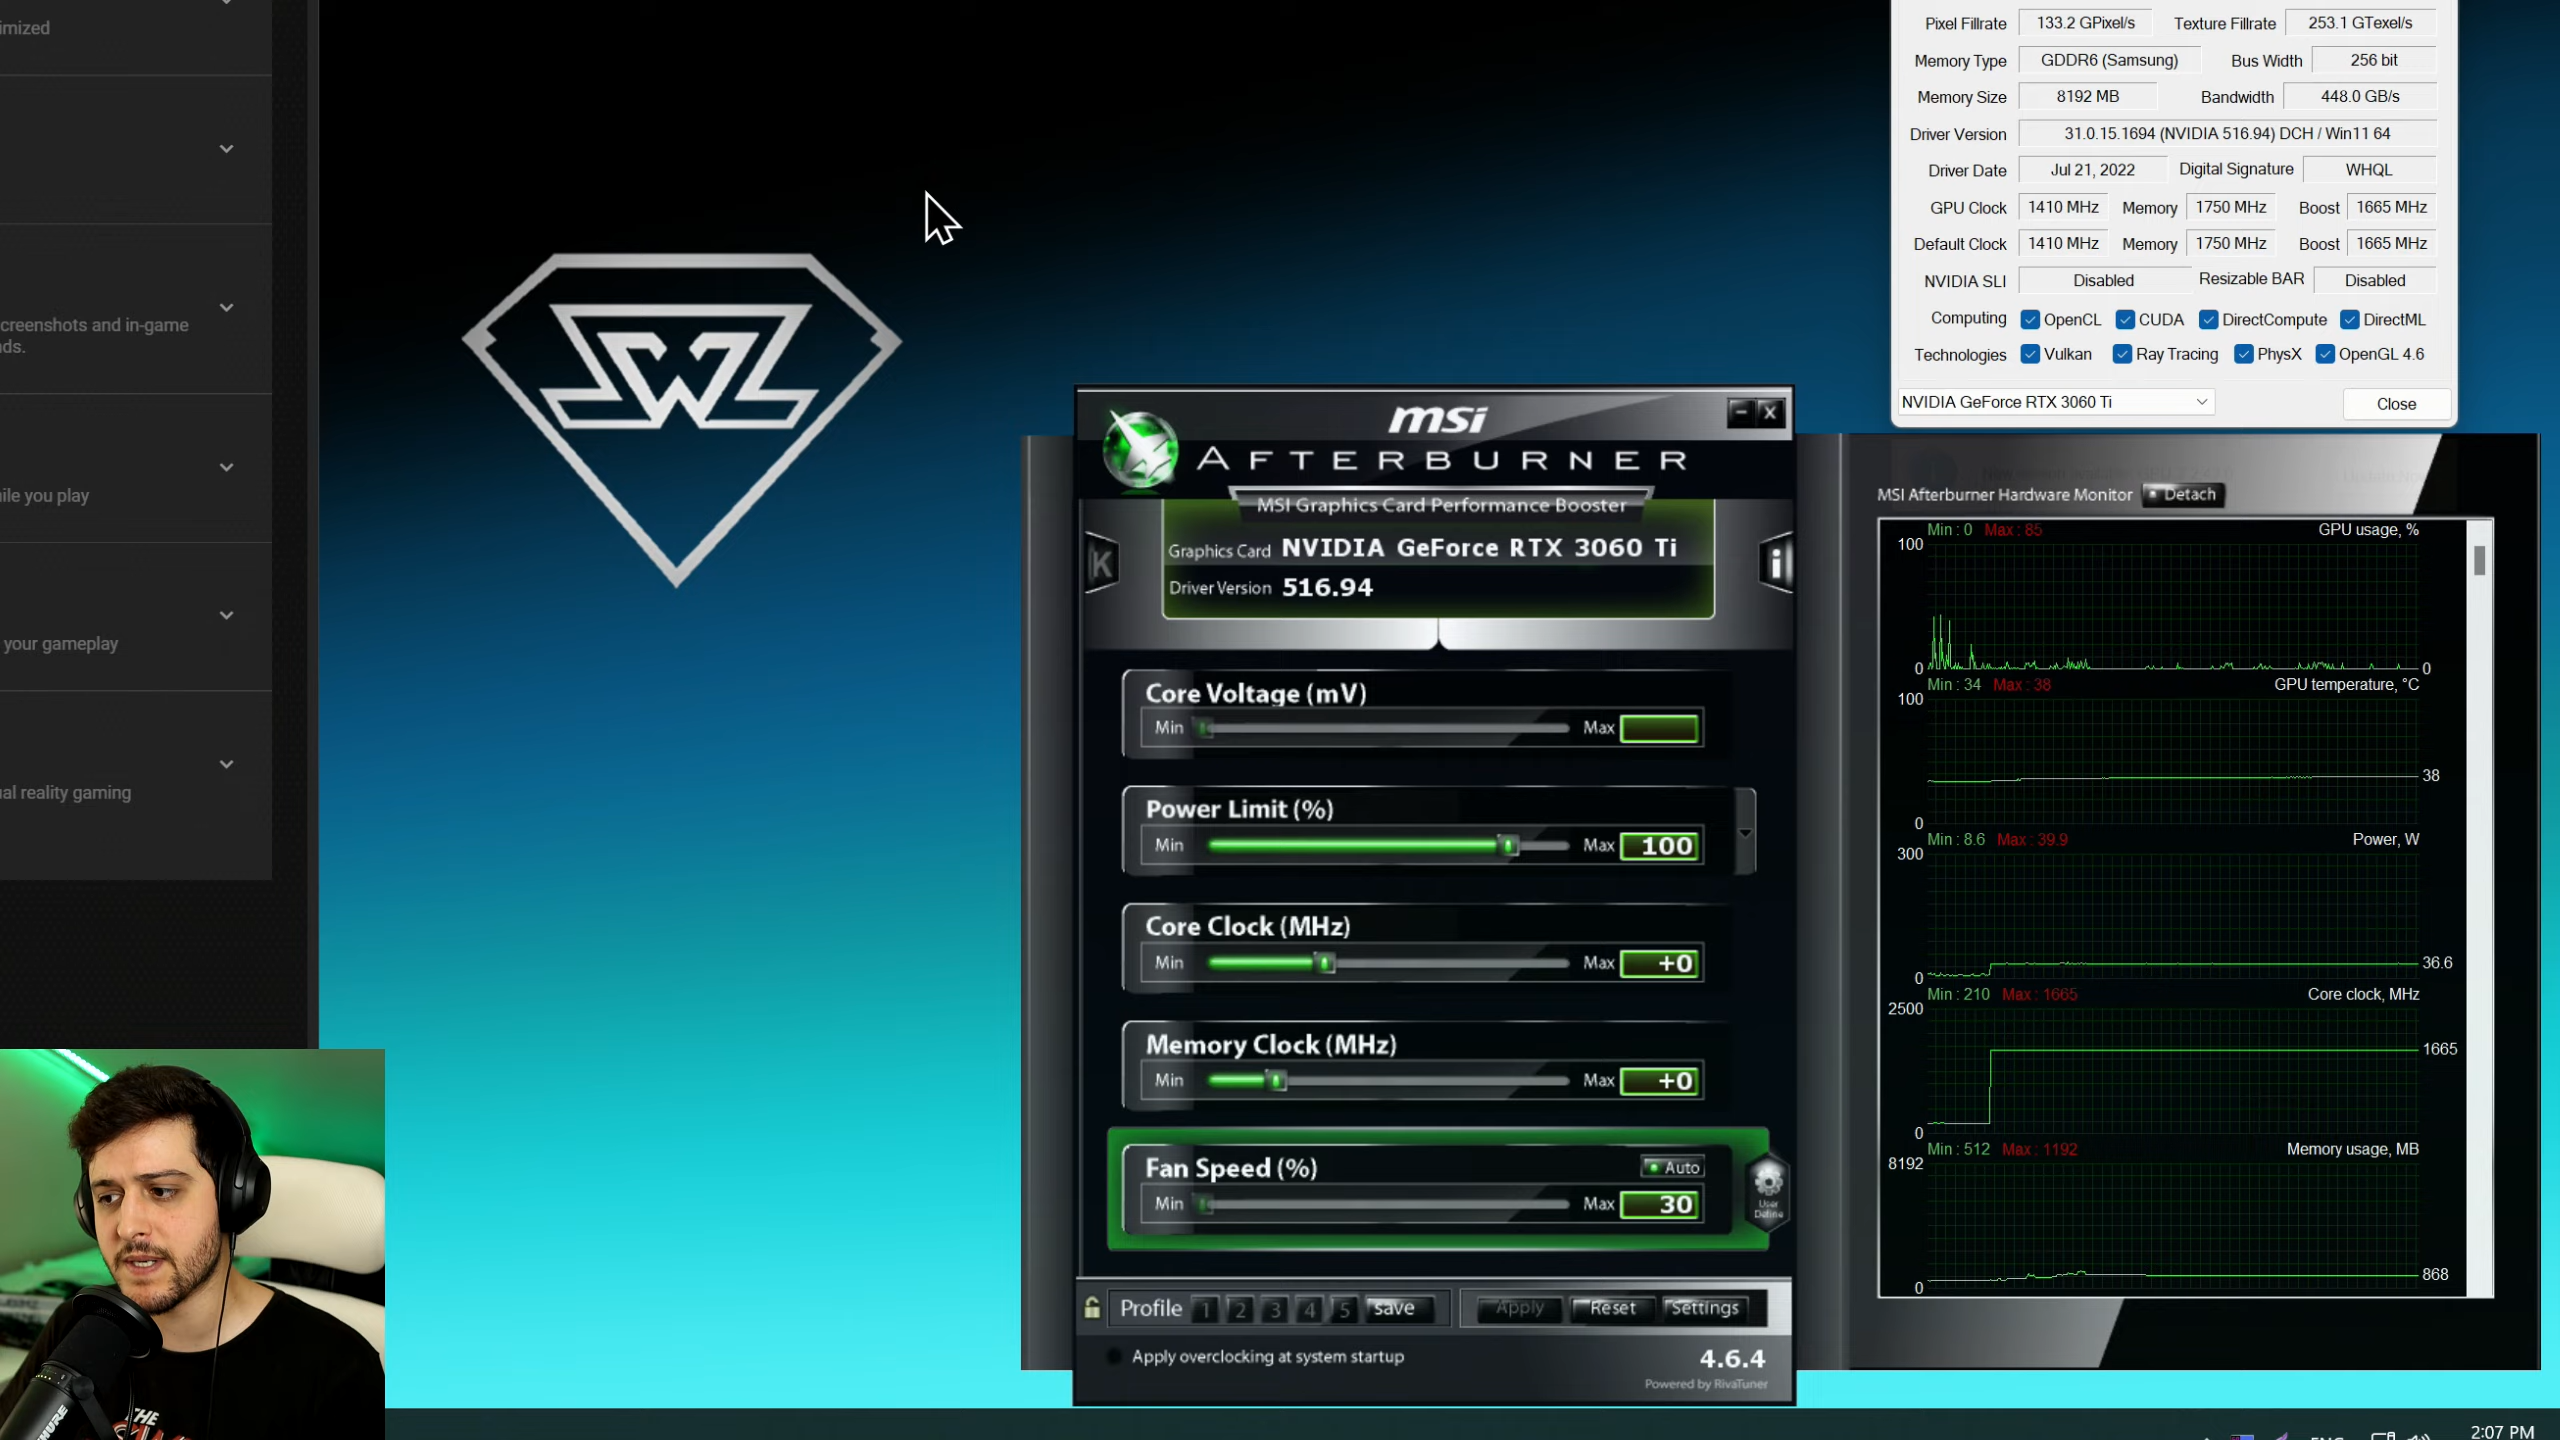 imized
creenshots and in-game
nds.
ile you play
your gameplay
al reality gaming
Pixel Fillrate 133.2 GPixel/s Texture Fillrate 253.1 GTexel/s
Memory Type GDDR6 (Samsung) Bus Width 256 bit
Memory Size 8192 MB Bandwidth 448.0 GB/s
Driver Version 31.0.15.1694 (NVIDIA 516.94) DCH / Win11 64
Driver Date Jul 21, 2022 Digital Signature WHQL
GPU Clock 1410 MHz Memory 1750 MHz Boost 1665 MHz
Default Clock 1410 MHz Memory 1750 MHz Boost 1665 MHz
NVIDIA SLI Disabled Resizable BAR Disabled
Computing OpenCL CUDA DirectCompute DirectML
Technologies Vulkan Ray Tracing PhysX OpenGL 4.6
NVIDIA GeForce RTX 3060 Ti Close
msi
AFTERBURNER
MSI Graphics Card Performance Booster
K
Graphics Card NVIDIA GeForce RTX 3060 Ti
i
Driver Version 516.94
Core Voltage (mV)
Min Max
Power Limit (%)
Min Max 100
Core Clock (MHz)
Min Max +0
Memory Clock (MHz)
Min Max +0
Fan Speed (%) Auto
Min Max 30
User Define
Profile 1 2 3 4 5 save Apply Reset Settings
Apply overclocking at system startup 4.6.4
Powered by RivaTuner
MSI Afterburner Hardware Monitor Detach
Min : 0 Max : 85 GPU usage, %
100
0 0
Min : 34 Max : 38 GPU temperature, °C
100
38
0
Min : 8.6 Max : 39.9 Power, W
300
36.6
0
Min : 210 Max : 1665 Core clock, MHz
2500
1665
0
Min : 512 Max : 1192 Memory usage, MB
8192
868
0
SHURE
THE
ENG
2:07 PM